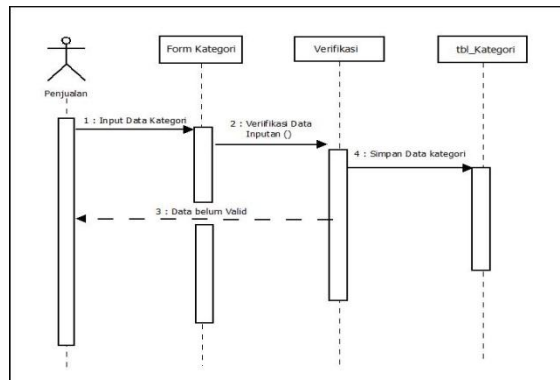 Form Kategori
Verifikasi
tbl_Kategori
Penjualan
1 : Input Data Kategori
2 : Verifikasi Data
Inputan ()
4 : Simpan Data kategori
3 : Data belum Valid